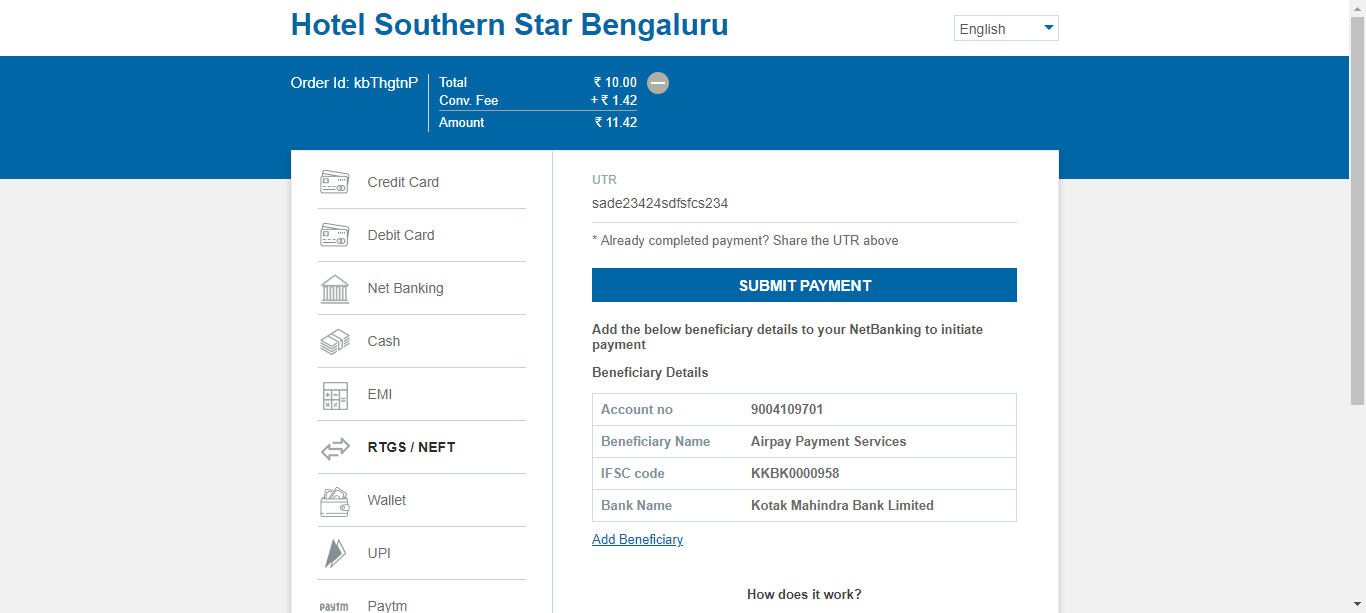 Hotel Southern Star Bengaluru
English
Order Id: kbThgtnP
Total ₹ 10.00
Conv. Fee + ₹ 1.42
Amount ₹ 11.42
Credit Card
Debit Card
Net Banking
Cash
EMI
RTGS / NEFT
Wallet
UPI
paytm Paytm
UTR
sade23424sdfsfcs234
* Already completed payment? Share the UTR above
SUBMIT PAYMENT
Add the below beneficiary details to your NetBanking to initiate
payment
Beneficiary Details
Account no 9004109701
Beneficiary Name Airpay Payment Services
IFSC code KKBK0000958
Bank Name Kotak Mahindra Bank Limited
Add Beneficiary
How does it work?